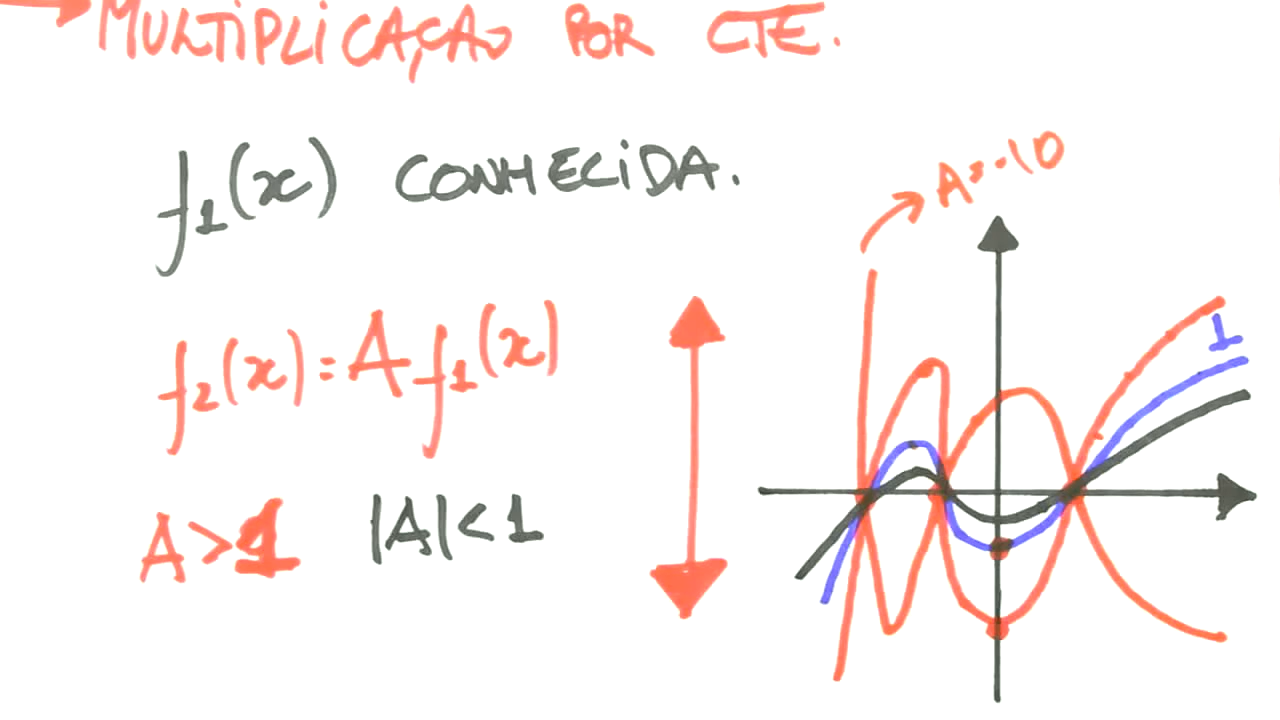 MULTIPLICAÇÃO POR CTE.
f₁(x) CONHECIDA.
A=-10
f₂(x)=A f₁(x)
1
A>1 |A|<1